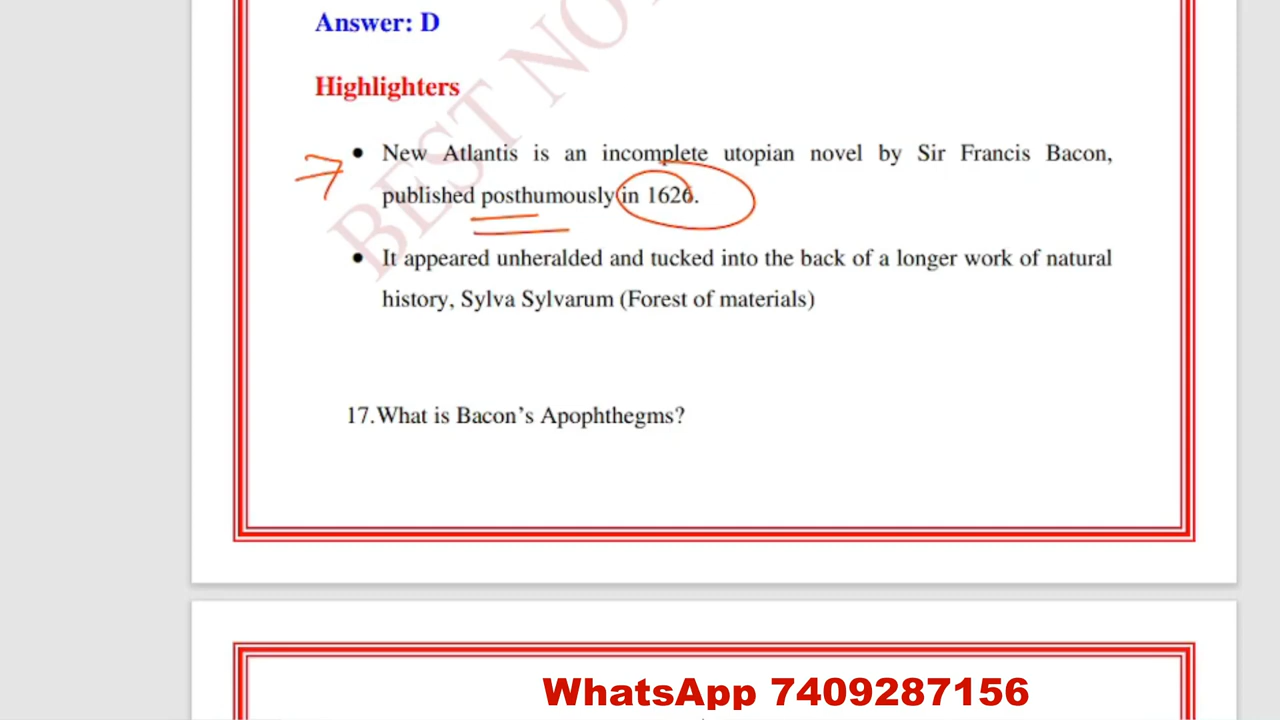 Answer: D
Highlighters
• New Atlantis is an incomplete utopian novel by Sir Francis Bacon,
published posthumously in 1626.
• It appeared unheralded and tucked into the back of a longer work of natural
history, Sylva Sylvarum (Forest of materials)
17.What is Bacon's Apophthegms?
BEST NO
WhatsApp 7409287156